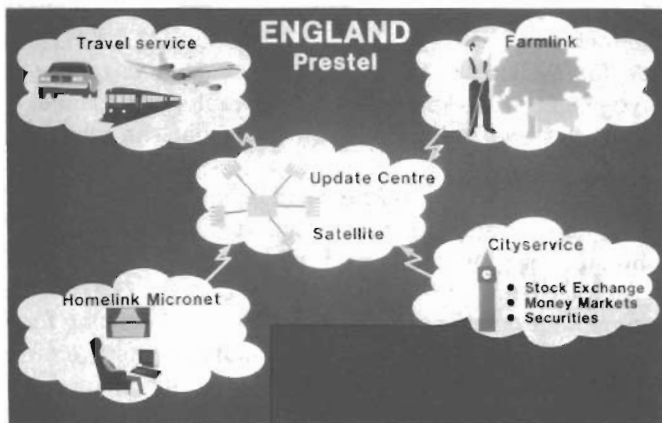 ENGLAND
Prestel
Travel service
Farmlink
Update Centre
Satellite
Homelink Micronet
Cityservice
• Stock Exchange
• Money Markets
• Securities